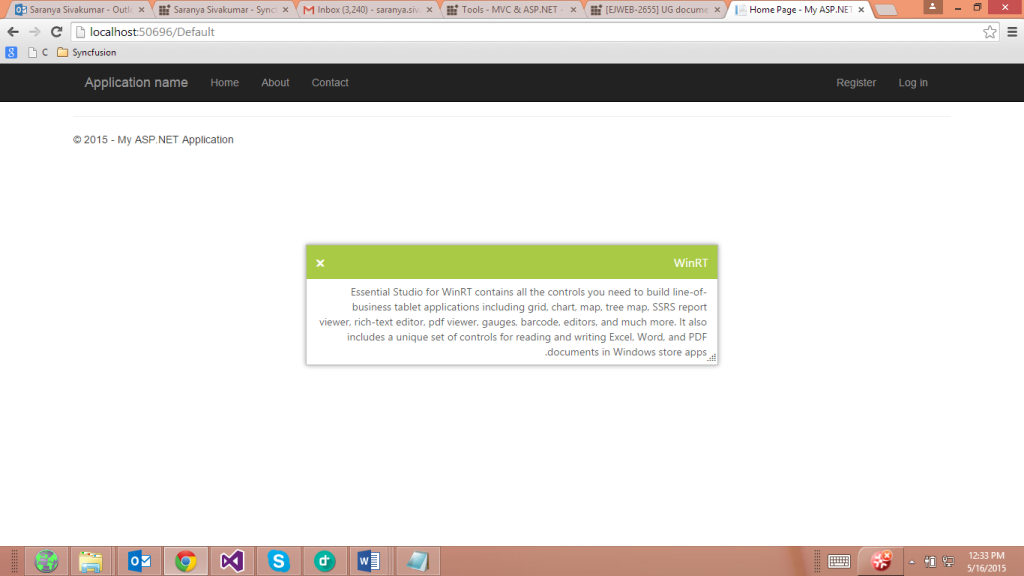 Saranya Sivakumar - Outl
Saranya Sivakumar - Sync
Inbox (3,240) - saranya.siv
Tools - MVC & ASP.NET -
[EJWEB-2655] UG docume
Home Page - My ASP.NET
localhost:50696/Default
C
Syncfusion
Application name
Home
About
Contact
Register
Log in
© 2015 - My ASP.NET Application
WinRT
Essential Studio for WinRT contains all the controls you need to build line-of-
business tablet applications including grid, chart, map, tree map, SSRS report
viewer, rich-text editor, pdf viewer, gauges, barcode, editors, and much more. It also
includes a unique set of controls for reading and writing Excel, Word, and PDF
.documents in Windows store apps
12:33 PM
5/16/2015